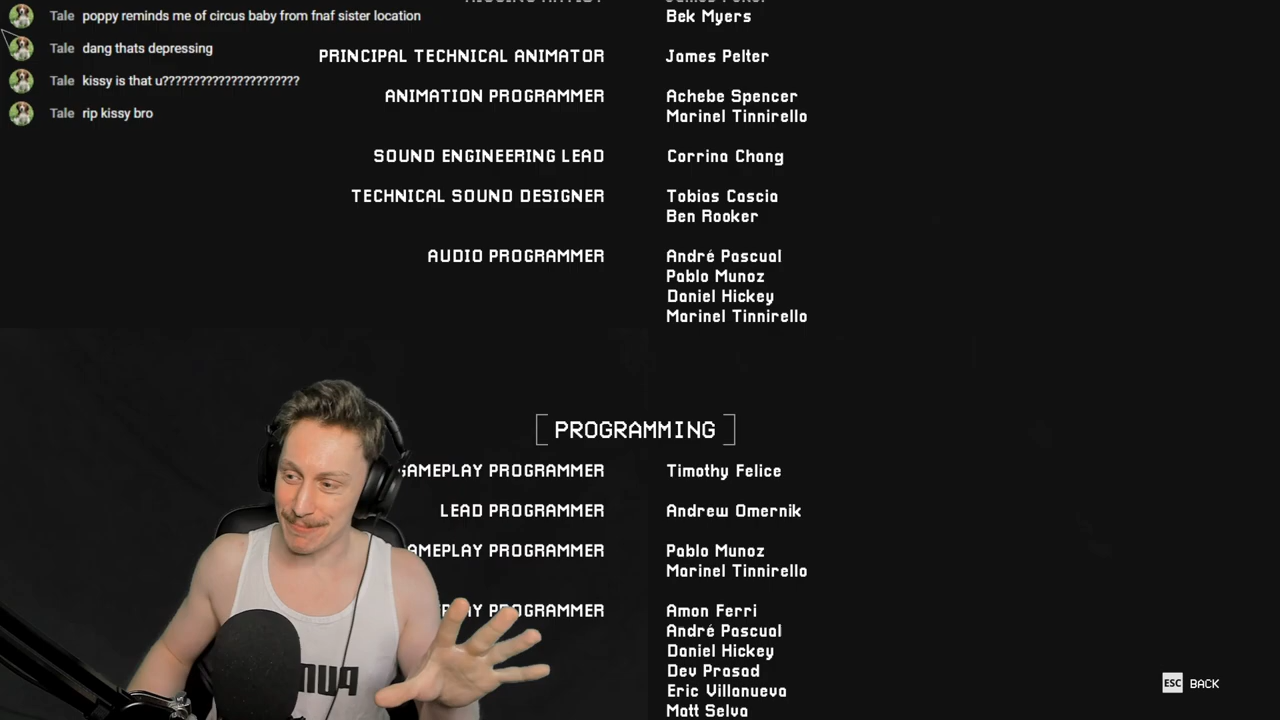 Tale poppy reminds me of circus baby from fnaf sister location
Tale dang thats depressing
Tale kissy is that u??????????????????????
Tale rip kissy bro
Bek Myers
PRINCIPAL TECHNICAL ANIMATOR James Pelter
ANIMATION PROGRAMMER Achebe Spencer
Marinel Tinnirello
SOUND ENGINEERING LEAD Corrina Chang
TECHNICAL SOUND DESIGNER Tobias Cascia
Ben Rooker
AUDIO PROGRAMMER André Pascual
Pablo Munoz
Daniel Hickey
Marinel Tinnirello
PROGRAMMING
GAMEPLAY PROGRAMMER Timothy Felice
LEAD PROGRAMMER Andrew Omernik
GAMEPLAY PROGRAMMER Pablo Munoz
Marinel Tinnirello
PROGRAMMER Amon Ferri
André Pascual
Daniel Hickey
Dev Prasad
Eric Villanueva
Matt Selva
ESC BACK